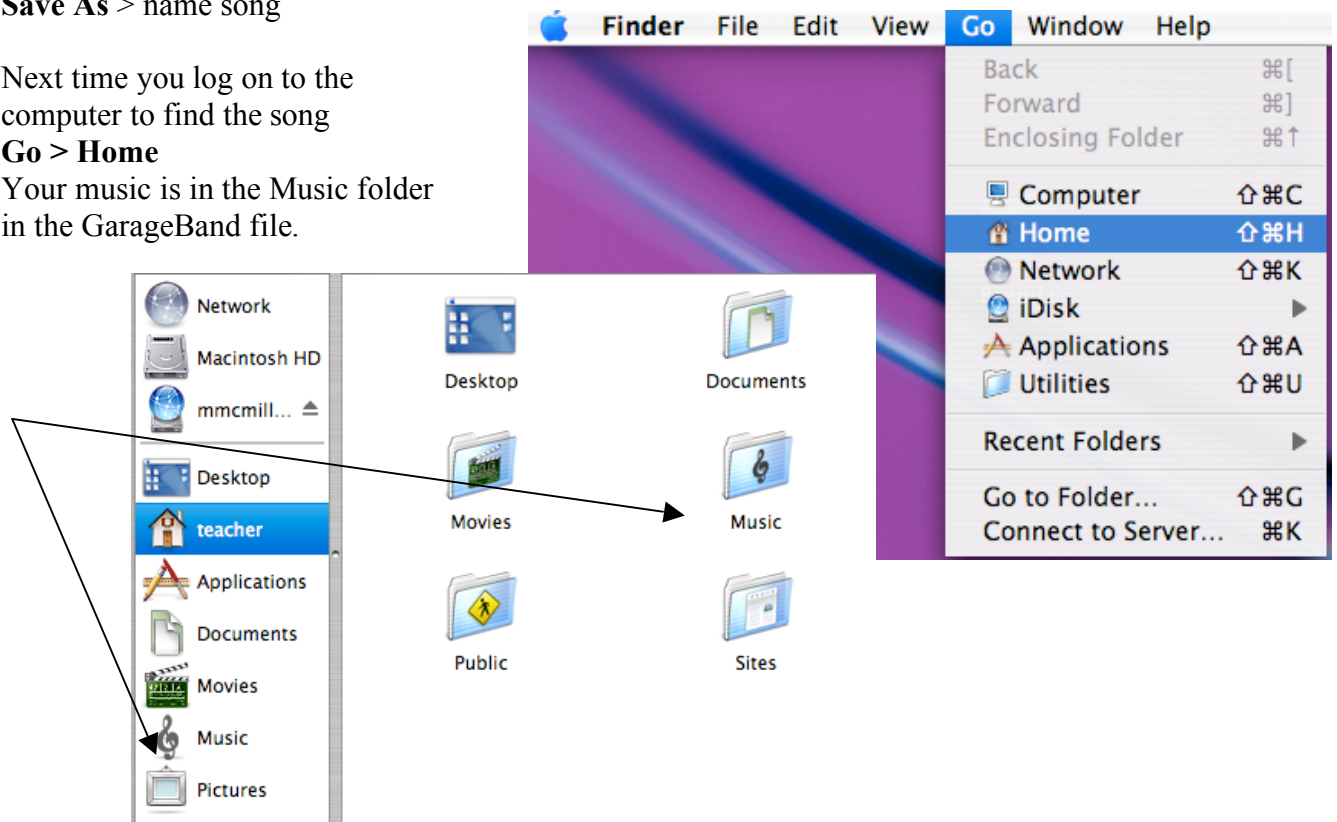 Save As > name song
Next time you log on to the
computer to find the song
Go > Home
Your music is in the Music folder
in the GarageBand file.
Finder File Edit View Go Window Help
Back ⌘[
Forward ⌘]
Enclosing Folder ⌘↑
Computer ⇧⌘C
Home ⇧⌘H
Network ⇧⌘K
iDisk
Applications ⇧⌘A
Utilities ⇧⌘U
Recent Folders
Go to Folder... ⇧⌘G
Connect to Server... ⌘K
Network
Macintosh HD
mmcmill...
Desktop
teacher
Applications
Documents
Movies
Music
Pictures
Desktop Documents
Movies Music
Public Sites